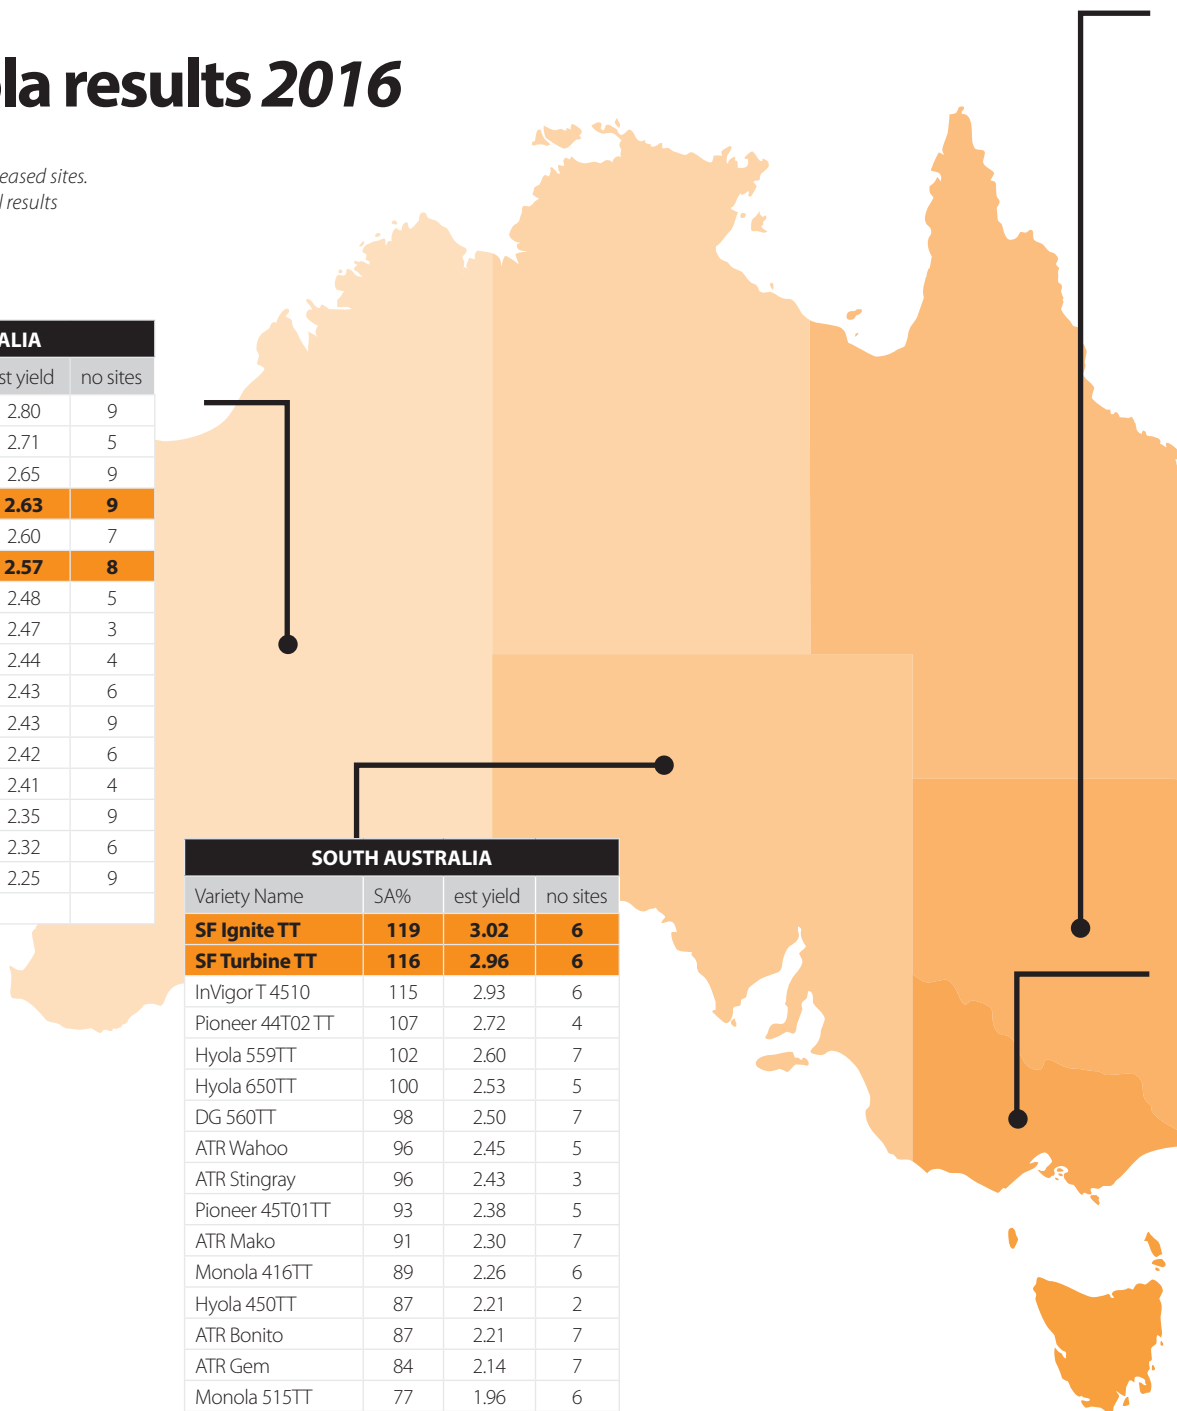 la results 2016
eased sites.
results
ALIA
st yield no sites
2.80 9
2.71 5
2.65 9
2.63 9
2.60 7
2.57 8
2.48 5
2.47 3
2.44 4
2.43 6
2.43 9
2.42 6
2.41 4
2.35 9
2.32 6
2.25 9
SOUTH AUSTRALIA
Variety Name SA% est yield no sites
SF Ignite TT 119 3.02 6
SF Turbine TT 116 2.96 6
InVigor T 4510 115 2.93 6
Pioneer 44T02 TT 107 2.72 4
Hyola 559TT 102 2.60 7
Hyola 650TT 100 2.53 5
DG 560TT 98 2.50 7
ATR Wahoo 96 2.45 5
ATR Stingray 96 2.43 3
Pioneer 45T01TT 93 2.38 5
ATR Mako 91 2.30 7
Monola 416TT 89 2.26 6
Hyola 450TT 87 2.21 2
ATR Bonito 87 2.21 7
ATR Gem 84 2.14 7
Monola 515TT 77 1.96 6